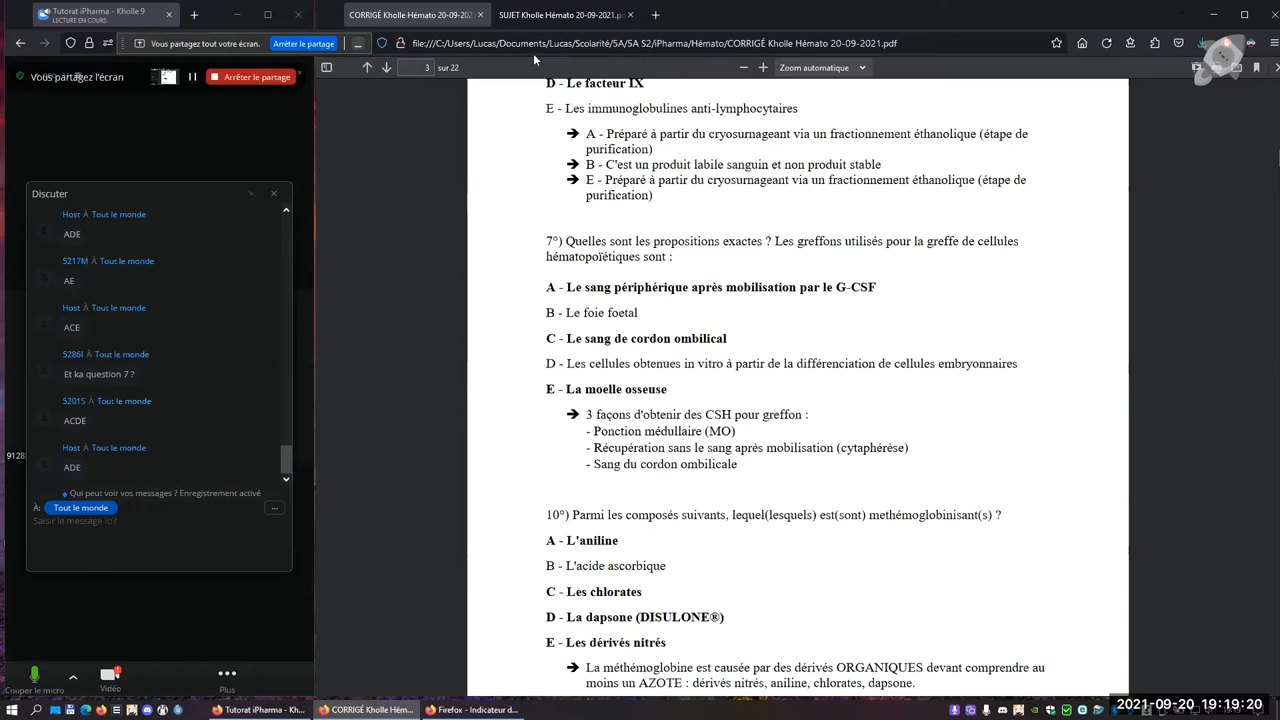 Tutorat iPharma - Kholle 9
LECTURE EN COURS
CORRIGÉ Kholle Hémato 20-09-2021
SUJET Kholle Hémato 20-09-2021.pd
Vous partagez tout écran.
Arrêter le partage
...
file:///C:/Users/Lucas/Documents/Lucas/Scolarité/5A/5A S2/iPharma/Hémato/CORRIGÉ Kholle Hémato 20-09-2021.pdf
Vous partagez l'écran
Arrêter le partage
3 sur 22
Zoom automatique
Discuter
Host À Tout le monde
ADE
5217M À Tout le monde
AE
Host À Tout le monde
ACE
5286I À Tout le monde
Et ka question 7 ?
5201S À Tout le monde
ACDE
Host À Tout le monde
ADE
9128
Qui peut voir vos messages ? Enregistrement activé
À: Tout le monde
...
Saisir le message ici?
Couper le micro
Vidéo
Plus
D - Le facteur IX
E - Les immunoglobulines anti-lymphocytaires
➔ A - Préparé à partir du cryosurnageant via un fractionnement éthanolique (étape de
purification)
➔ B - C'est un produit labile sanguin et non produit stable
➔ E - Préparé à partir du cryosurnageant via un fractionnement éthanolique (étape de
purification)
7°) Quelles sont les propositions exactes ? Les greffons utilisés pour la greffe de cellules
hématopoïétiques sont :
A - Le sang périphérique après mobilisation par le G-CSF
B - Le foie foetal
C - Le sang de cordon ombilical
D - Les cellules obtenues in vitro à partir de la différenciation de cellules embryonnaires
E - La moelle osseuse
➔ 3 façons d'obtenir des CSH pour greffon :
- Ponction médullaire (MO)
- Récupération sans le sang après mobilisation (cytaphérèse)
- Sang du cordon ombilicale
10°) Parmi les composés suivants, lequel(lesquels) est(sont) methémoglobinisant(s) ?
A - L'aniline
B - L'acide ascorbique
C - Les chlorates
D - La dapsone (DISULONE®)
E - Les dérivés nitrés
➔ La méthémoglobine est causée par des dérivés ORGANIQUES devant comprendre au
moins un AZOTE : dérivés nitrés, aniline, chlorates, dapsone.
Tutorat iPharma - Kh...
CORRIGÉ Kholle Hém...
Firefox - Indicateur d...
2021-09-20 19:19:20